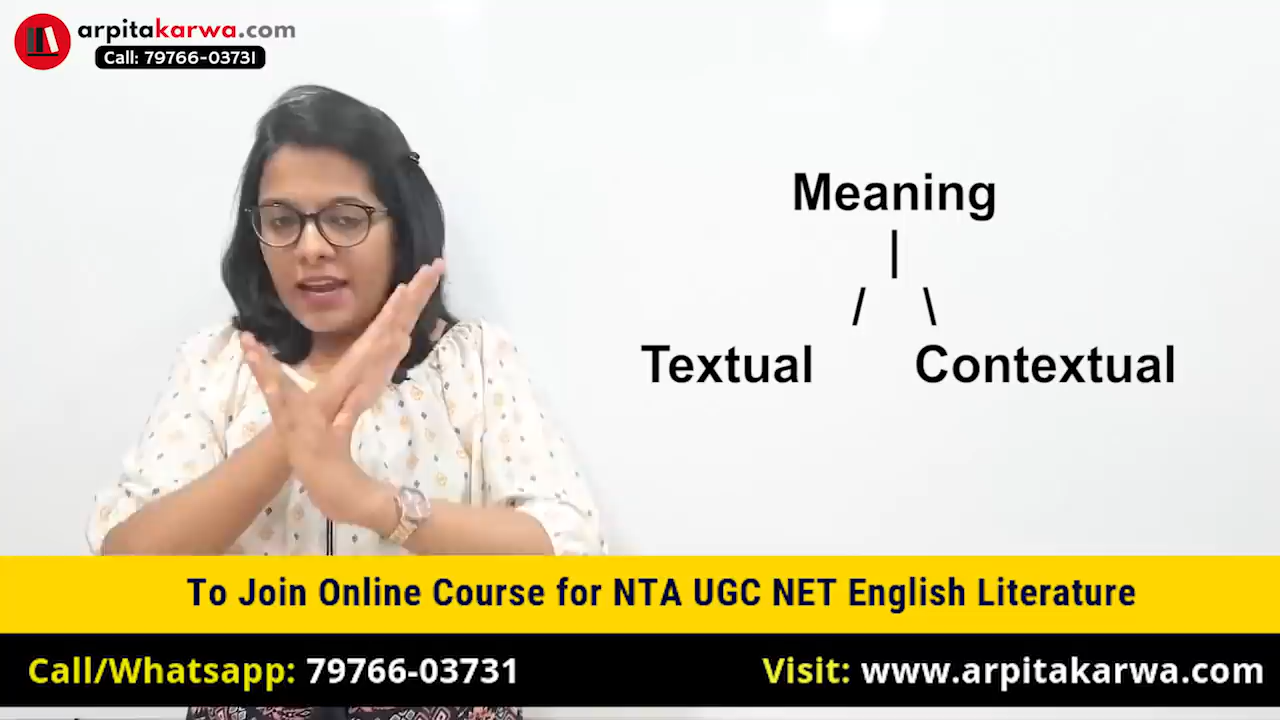 arpitakarwa.com
Call: 79766-03731
Meaning
|
/ \
Textual Contextual
To Join Online Course for NTA UGC NET English Literature
Call/Whatsapp: 79766-03731 Visit: www.arpitakarwa.com